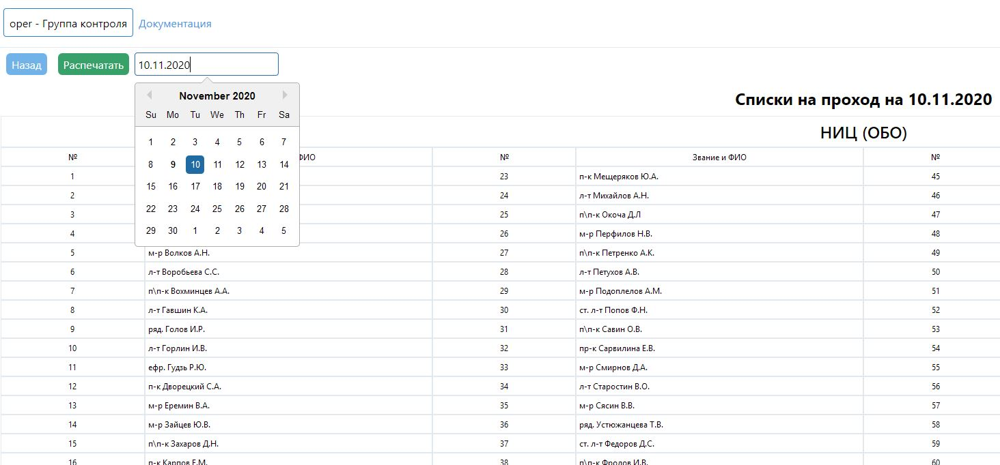 oper - Группа контроля Документация
Назад Распечатать 10.11.2020
November 2020
Списки на проход на 10.11.2020
Su Mo Tu We Th Fr Sa
НИЦ (ОБО)
1 2 3 4 5 6 7
№ ФИО № Звание и ФИО №
8 9 10 11 12 13 14
1 23 п-к Мещеряков Ю.А. 45
15 16 17 18 19 20 21
2 24 л-т Михайлов А.Н. 46
22 23 24 25 26 27 28
3 25 п\п-к Окоча Д.Л 47
29 30 1 2 3 4 5
4 26 м-р Перфилов Н.В. 48
5 м-р Волков А.Н. 27 п\п-к Петренко А.К. 49
6 л-т Воробьева С.С. 28 л-т Петухов А.В. 50
7 п\п-к Вохминцев А.А. 29 м-р Подоплелов А.М. 51
8 л-т Гавшин К.А. 30 ст. л-т Попов Ф.Н. 52
9 ряд. Голов И.Р. 31 п\п-к Савин О.В. 53
10 л-т Горлин И.В. 32 пр-к Сарвилина Е.В. 54
11 ефр. Гудзь Р.Ю. 33 м-р Смирнов Д.А. 55
12 п-к Дворецкий С.А. 34 л-т Старостин В.О. 56
13 м-р Еремин В.А. 35 м-р Сясин В.В. 57
14 м-р Зайцев Ю.В. 36 ряд. Устюжанцева Т.В. 58
15 п\п-к Захаров Д.Н. 37 ст. л-т Федоров Д.С. 59
16 п-к Карпов Е.М. 38 п\п-к Фролов И.В. 60